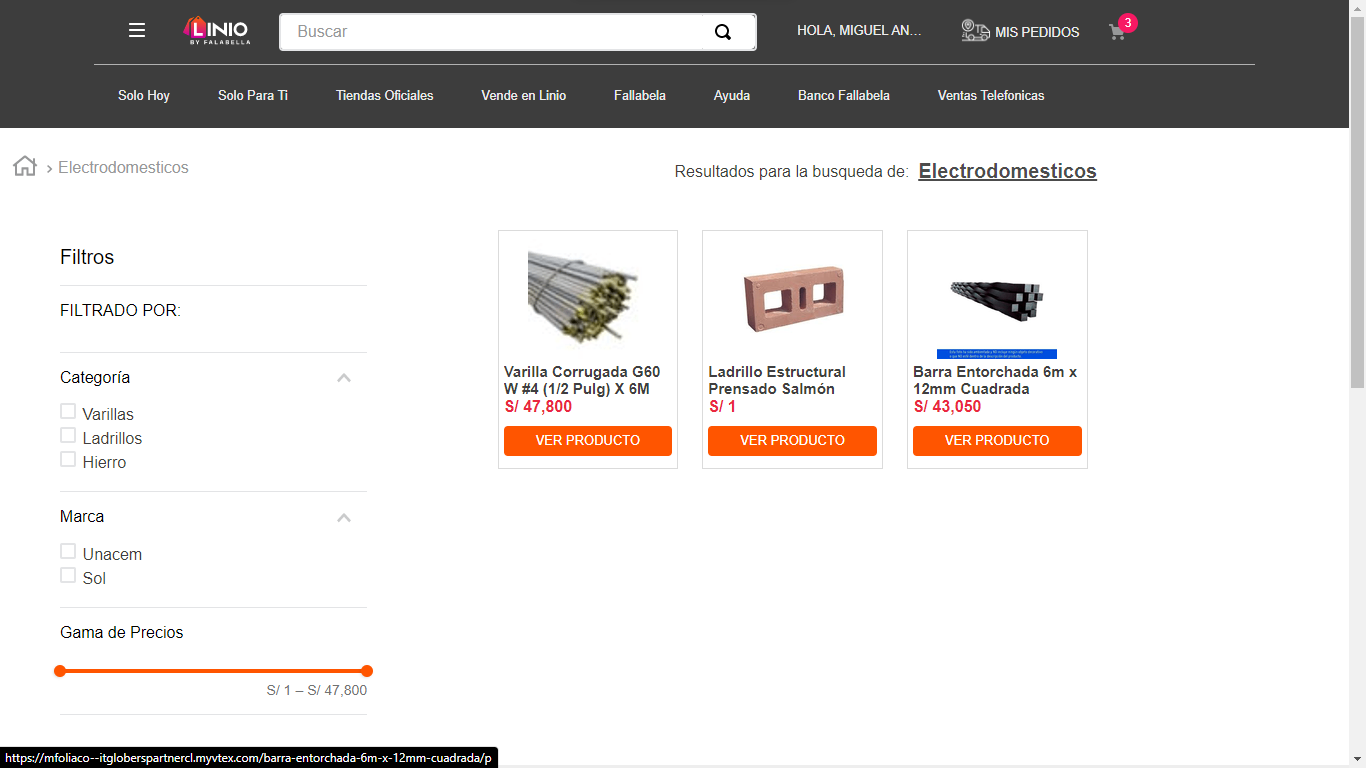 LINIO
BY FALABELLA
Buscar
HOLA, MIGUEL AN...
MIS PEDIDOS
3
Solo Hoy
Solo Para Ti
Tiendas Oficiales
Vende en Linio
Fallabela
Ayuda
Banco Fallabela
Ventas Telefonicas
Electrodomesticos
Resultados para la busqueda de: Electrodomesticos
Filtros
FILTRADO POR:
Categoría
Varillas
Ladrillos
Hierro
Marca
Unacem
Sol
Gama de Precios
S/ 1 – S/ 47,800
Varilla Corrugada G60
W #4 (1/2 Pulg) X 6M
S/ 47,800
VER PRODUCTO
Ladrillo Estructural
Prensado Salmón
S/ 1
VER PRODUCTO
Barra Entorchada 6m x
12mm Cuadrada
S/ 43,050
VER PRODUCTO
https://mfoliaco--itgloberspartnercl.myvtex.com/barra-entorchada-6m-x-12mm-cuadrada/p